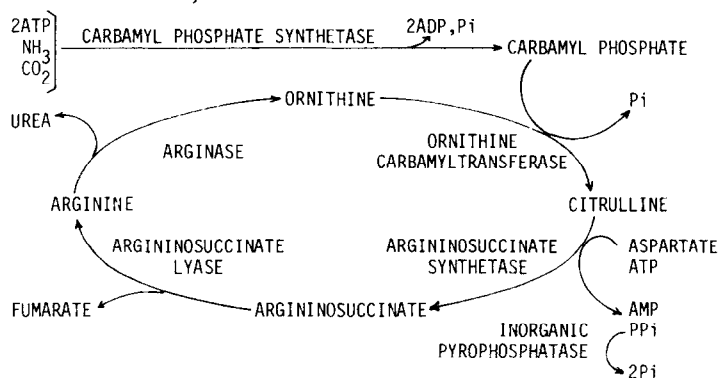 2ATP
NH3
CO2
CARBAMYL PHOSPHATE SYNTHETASE
2ADP,Pi
CARBAMYL PHOSPHATE
ORNITHINE
Pi
UREA
ARGINASE
ORNITHINE
CARBAMYLTRANSFERASE
ARGININE
CITRULLINE
ARGININOSUCCINATE
LYASE
ARGININOSUCCINATE
SYNTHETASE
ASPARTATE
ATP
FUMARATE
ARGININOSUCCINATE
AMP
INORGANIC
PYROPHOSPHATASE
PPi
2Pi